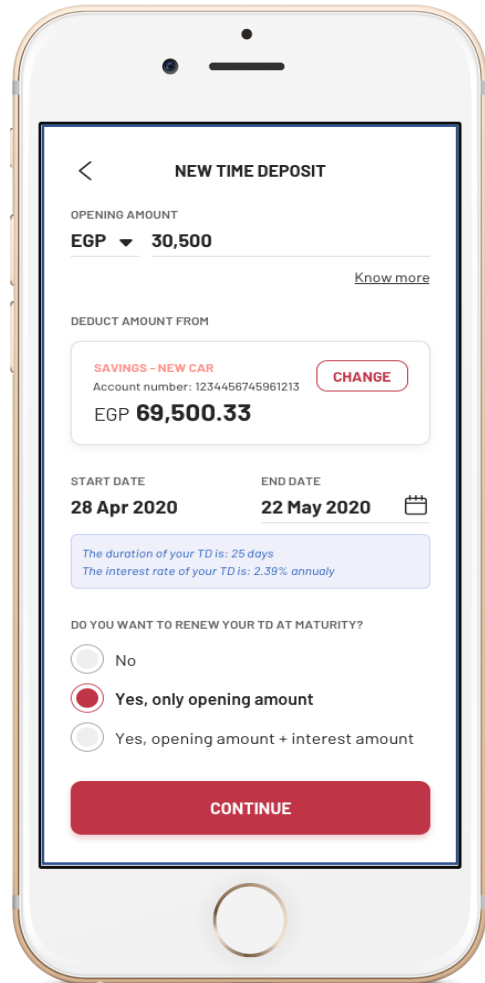 NEW TIME DEPOSIT
OPENING AMOUNT
EGP 30,500
Know more
DEDUCT AMOUNT FROM
SAVINGS - NEW CAR
Account number: 1234456745961213
CHANGE
EGP 69,500.33
START DATE END DATE
28 Apr 2020 22 May 2020
The duration of your TD is: 25 days
The interest rate of your TD is: 2.39% annualy
DO YOU WANT TO RENEW YOUR TD AT MATURITY?
No
Yes, only opening amount
Yes, opening amount + interest amount
CONTINUE